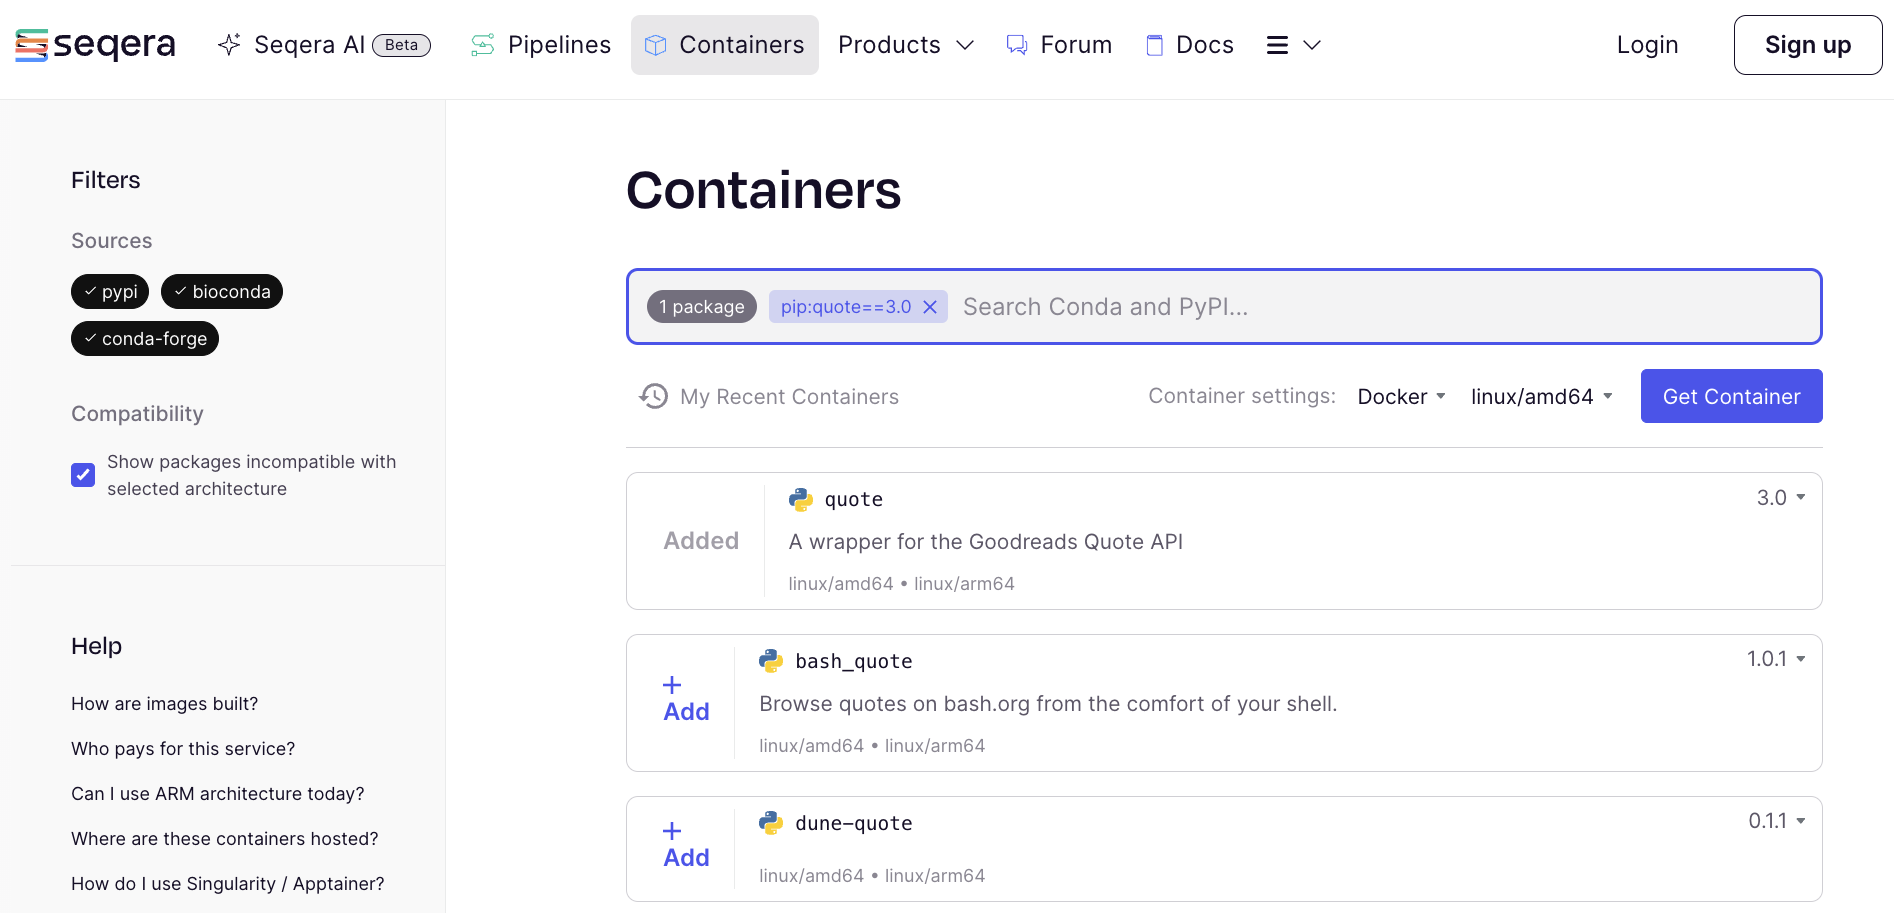 seqera
Seqera AI Beta
Pipelines
Containers
Products
Forum
Docs
Login
Sign up
Filters
Sources
pypi
bioconda
conda-forge
Compatibility
Show packages incompatible with
selected architecture
Help
How are images built?
Who pays for this service?
Can I use ARM architecture today?
Where are these containers hosted?
How do I use Singularity / Apptainer?
Containers
1 package pip:quote==3.0 Search Conda and PyPI...
My Recent Containers
Container settings: Docker linux/amd64 Get Container
Added
quote
3.0
A wrapper for the Goodreads Quote API
linux/amd64 • linux/arm64
+ Add
bash_quote
1.0.1
Browse quotes on bash.org from the comfort of your shell.
linux/amd64 • linux/arm64
+ Add
dune-quote
0.1.1
linux/amd64 • linux/arm64